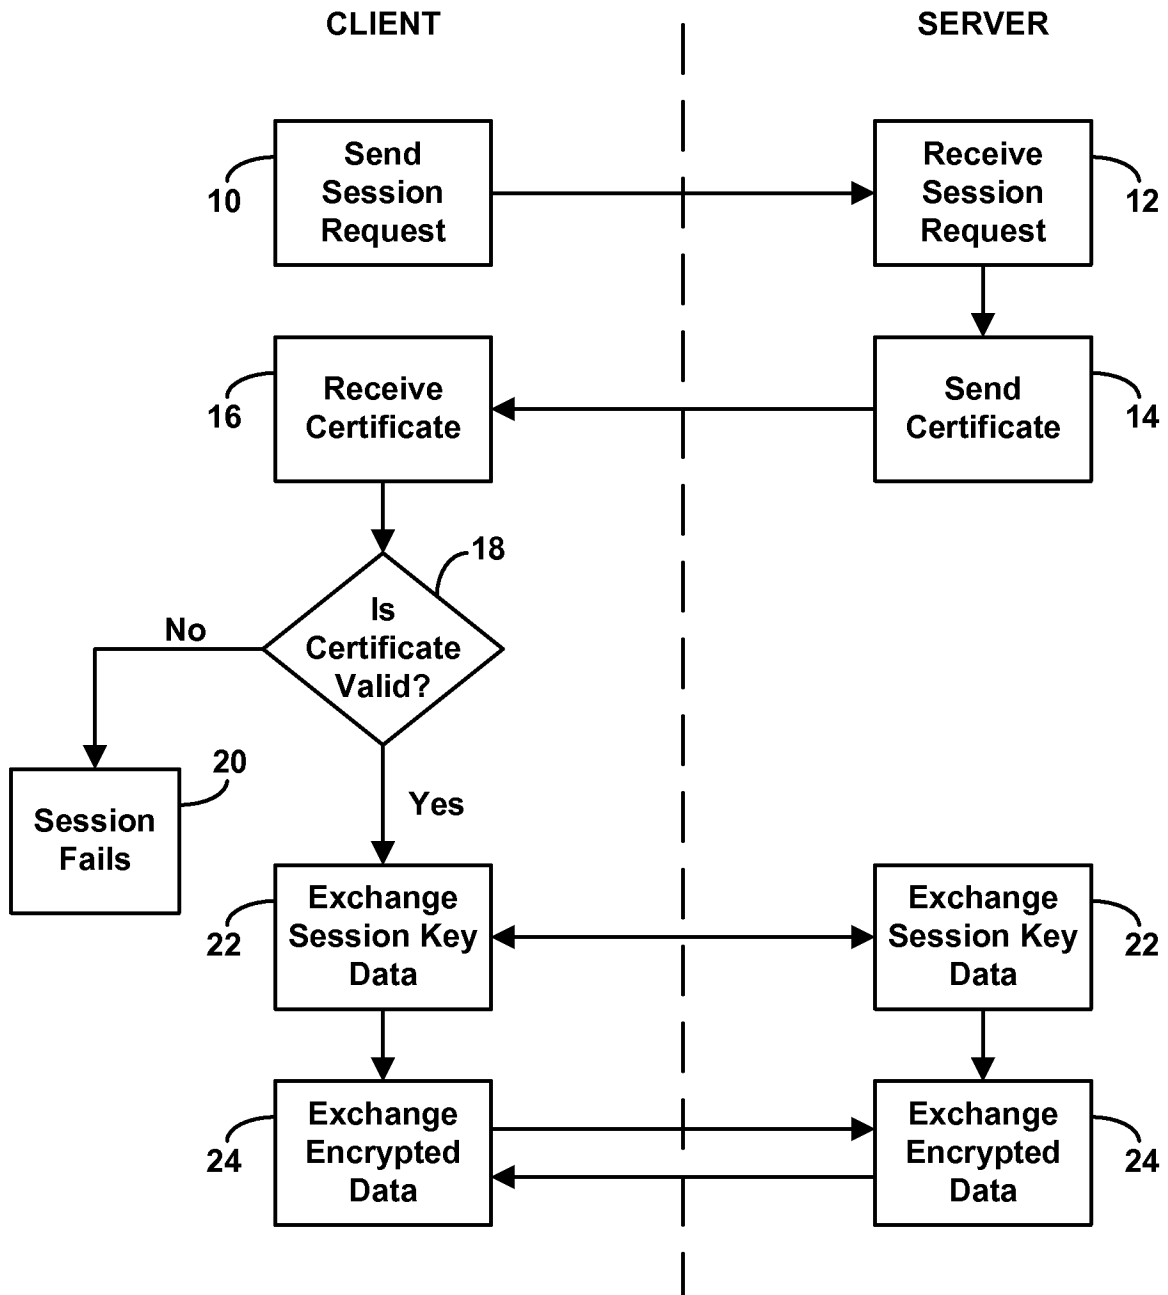 CLIENT
SERVER
Send
Session
Request
10
Receive
Session
Request
12
Receive
Certificate
16
Send
Certificate
14
18
Is
Certificate
Valid?
No
20
Session
Fails
Yes
Exchange
Session Key
Data
22
Exchange
Session Key
Data
22
Exchange
Encrypted
Data
24
Exchange
Encrypted
Data
24